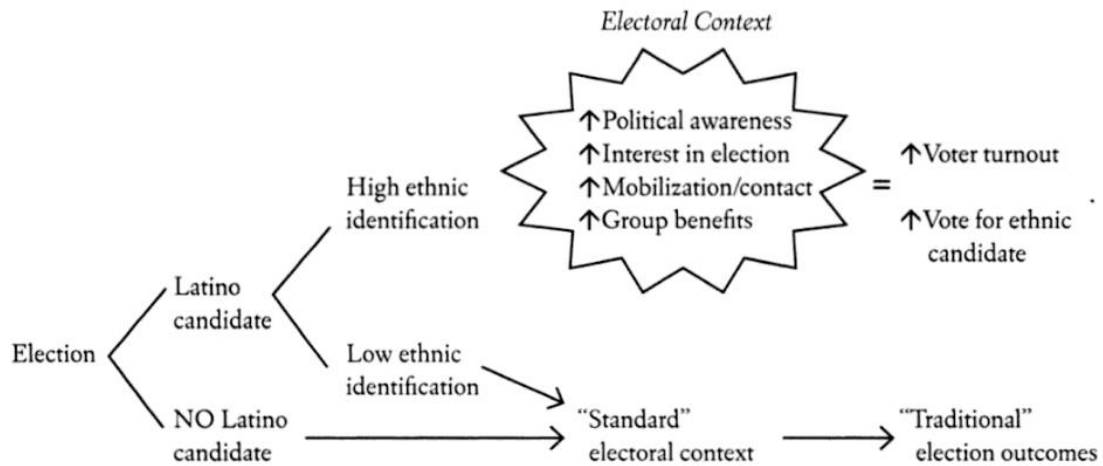 Electoral Context
↑Political awareness
↑Interest in election
↑Mobilization/contact
↑Group benefits
=
↑Voter turnout
↑Vote for ethnic
candidate
High ethnic
identification
Latino
candidate
Election
Low ethnic
identification
NO Latino
candidate
“Standard”
electoral context
“Traditional”
election outcomes